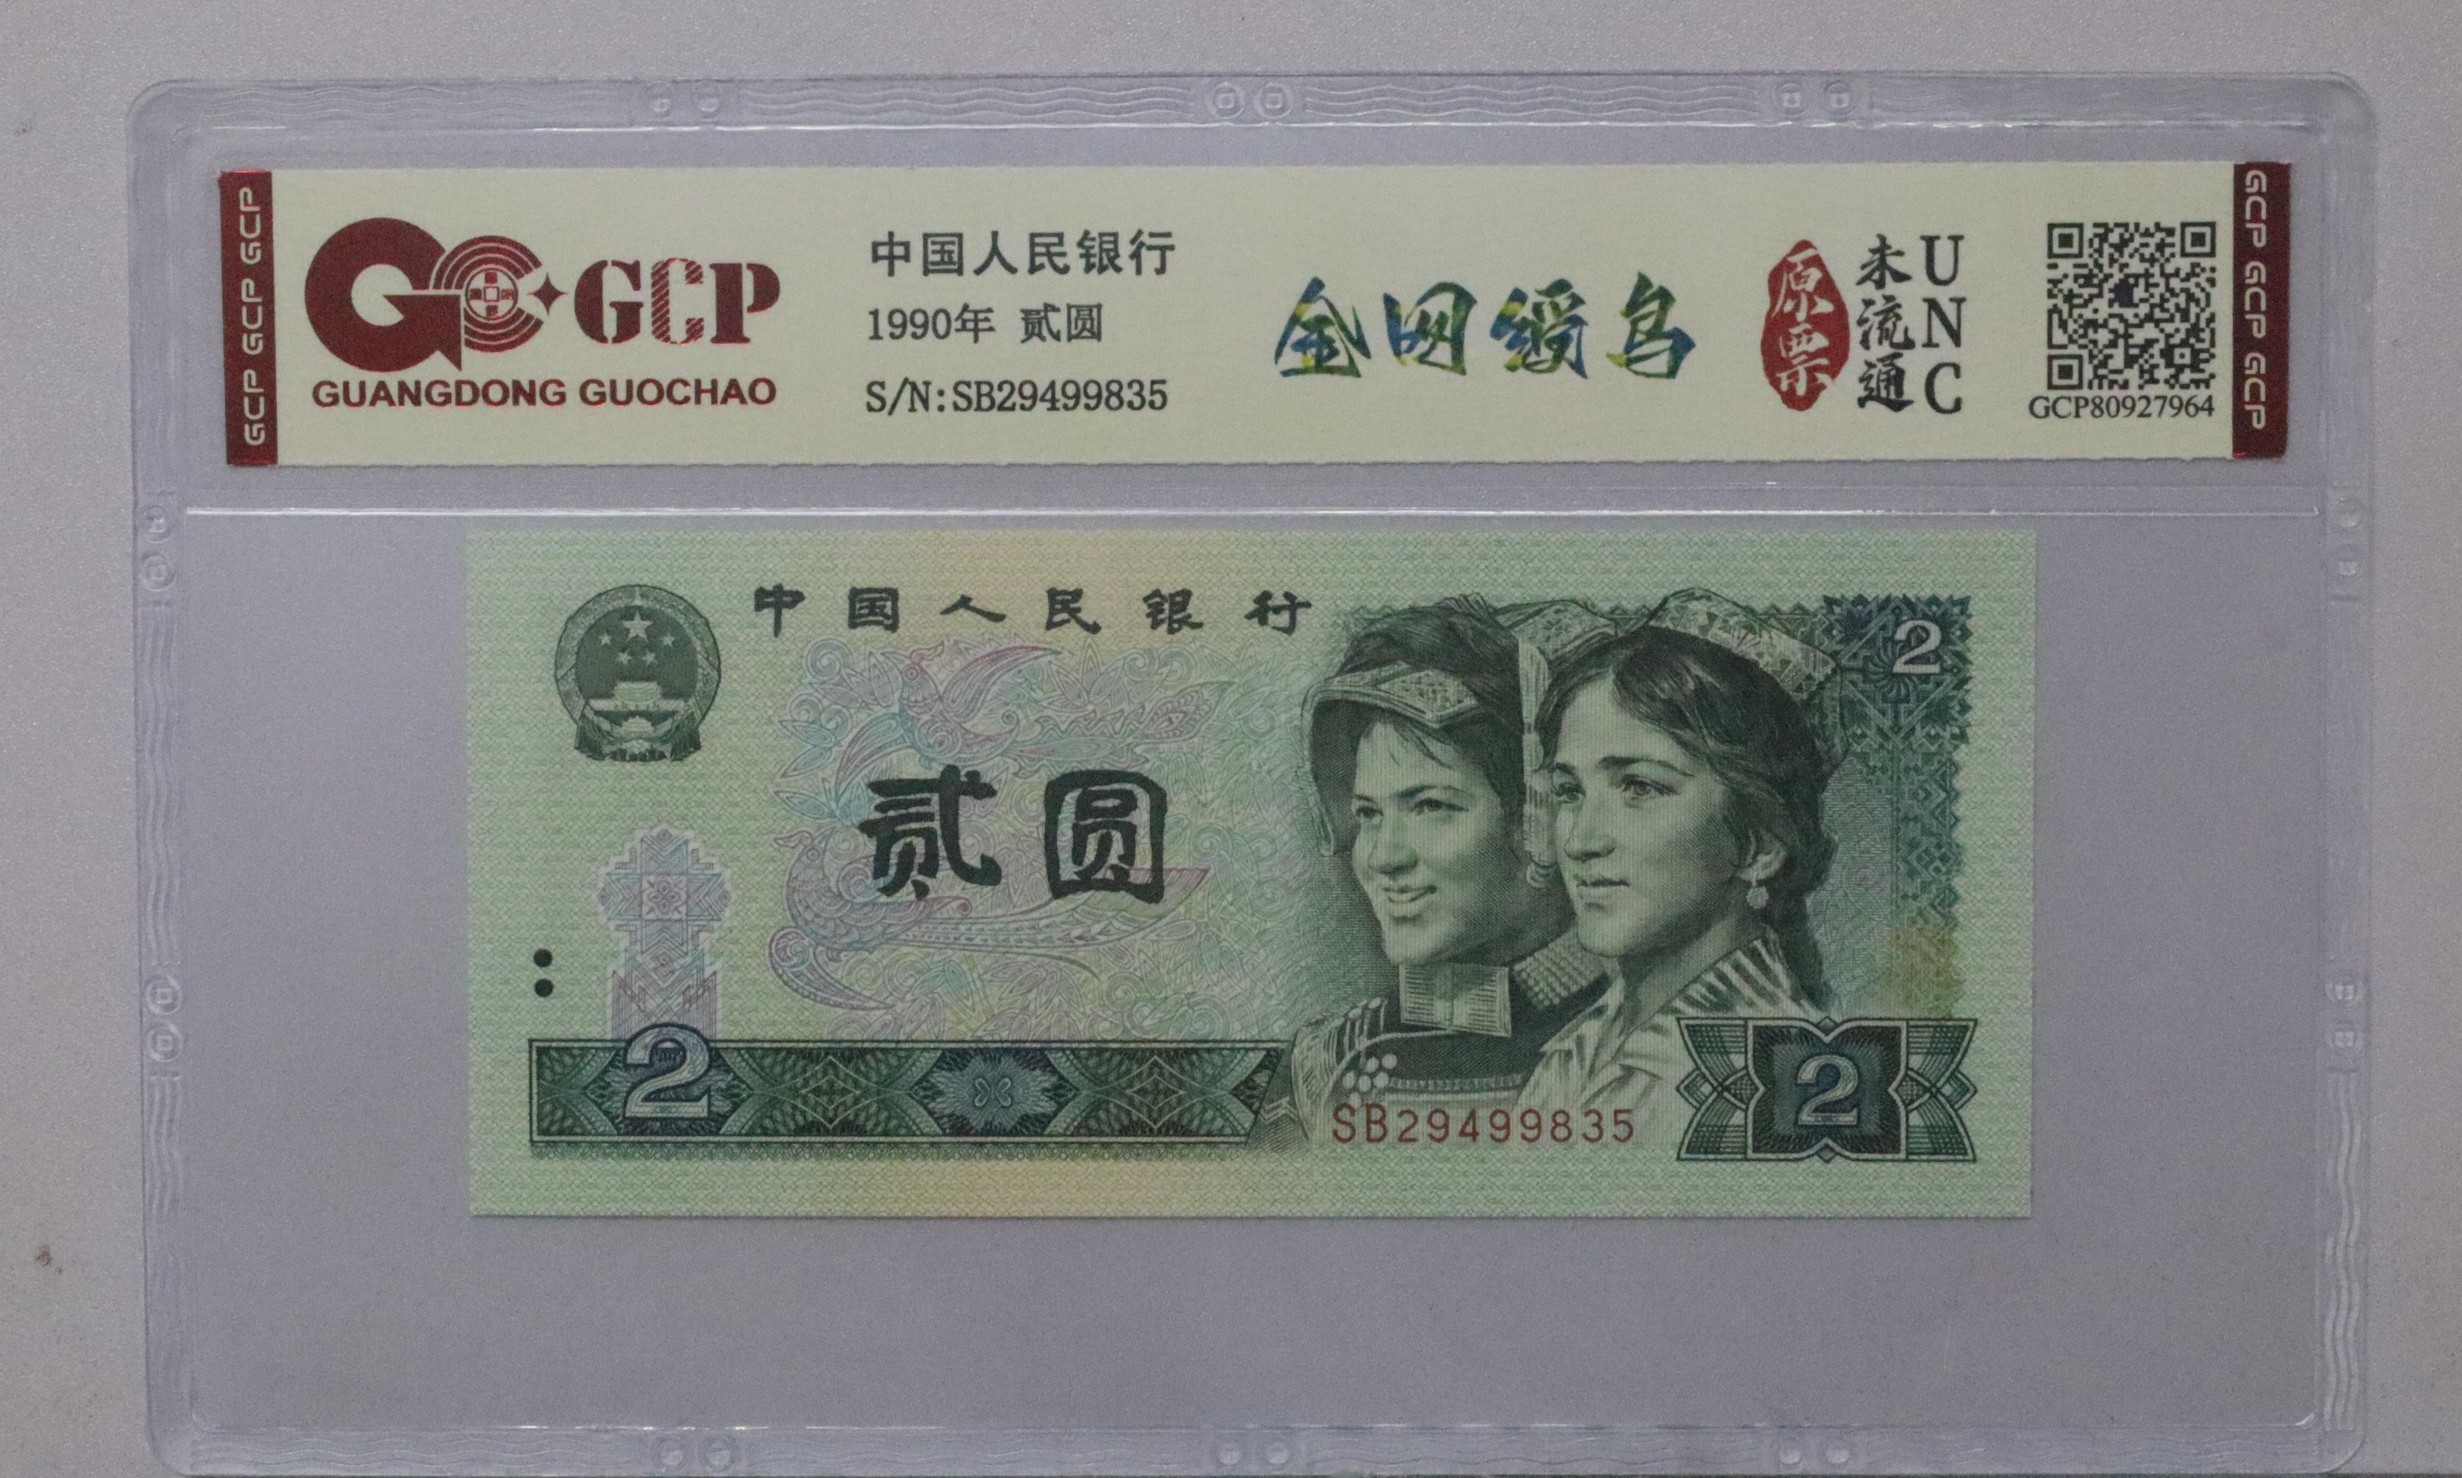 GCP GCP GCP
GCP
GUANGDONG GUOCHAO
中国人民银行
1990年 贰圆
S/N:SB29499835
金网绶鸟
原票
未流通
UNC
GCP80927964
GCP GCP GCP
中国人民银行
2
贰圆
2
SB29499835
2